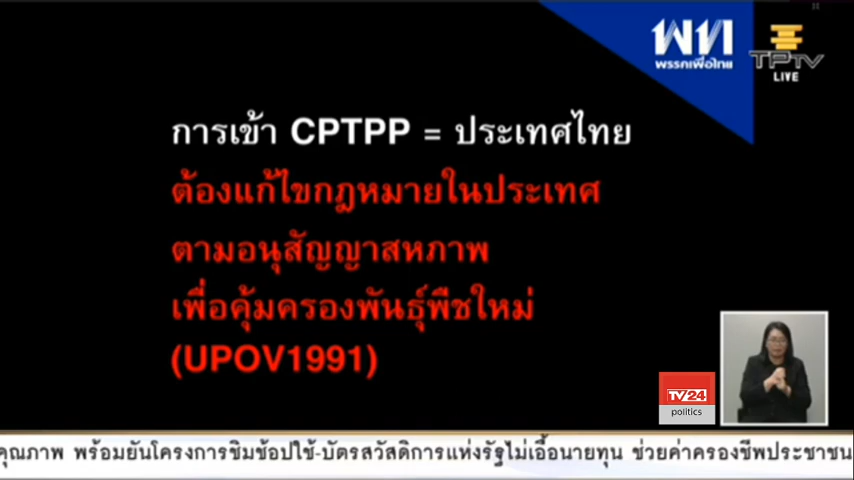 พท
พรรคเพื่อไทย
TPTV
LIVE
การเข้า CPTPP = ประเทศไทย
ต้องแก้ไขกฎหมายในประเทศ
ตามอนุสัญญาสหภาพ
เพื่อคุ้มครองพันธุ์พืชใหม่
(UPOV1991)
TV24
politics
คุณภาพ พร้อมยันโครงการชิมช้อปใช้-บัตรสวัสดิการแห่งรัฐไม่เอื้อนายทุน ช่วยค่าครองชีพประชาชน